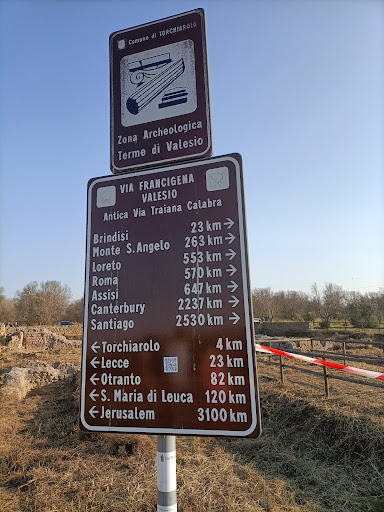 Comune di TORCHIAROLO
Zona Archeologica
Terme di Valesio
VIA FRANCIGENA
VALESIO
Antica Via Traiana Calabra
Brindisi 23 km →
Monte S. Angelo 263 km →
Loreto 553 km →
Roma 570 km →
Assisi 647 km →
Canterbury 2237 km →
Santiago 2530 km →
← Torchiarolo 4 km
← Lecce 23 km
← Otranto 82 km
← S. Maria di Leuca 120 km
← Jerusalem 3100 km